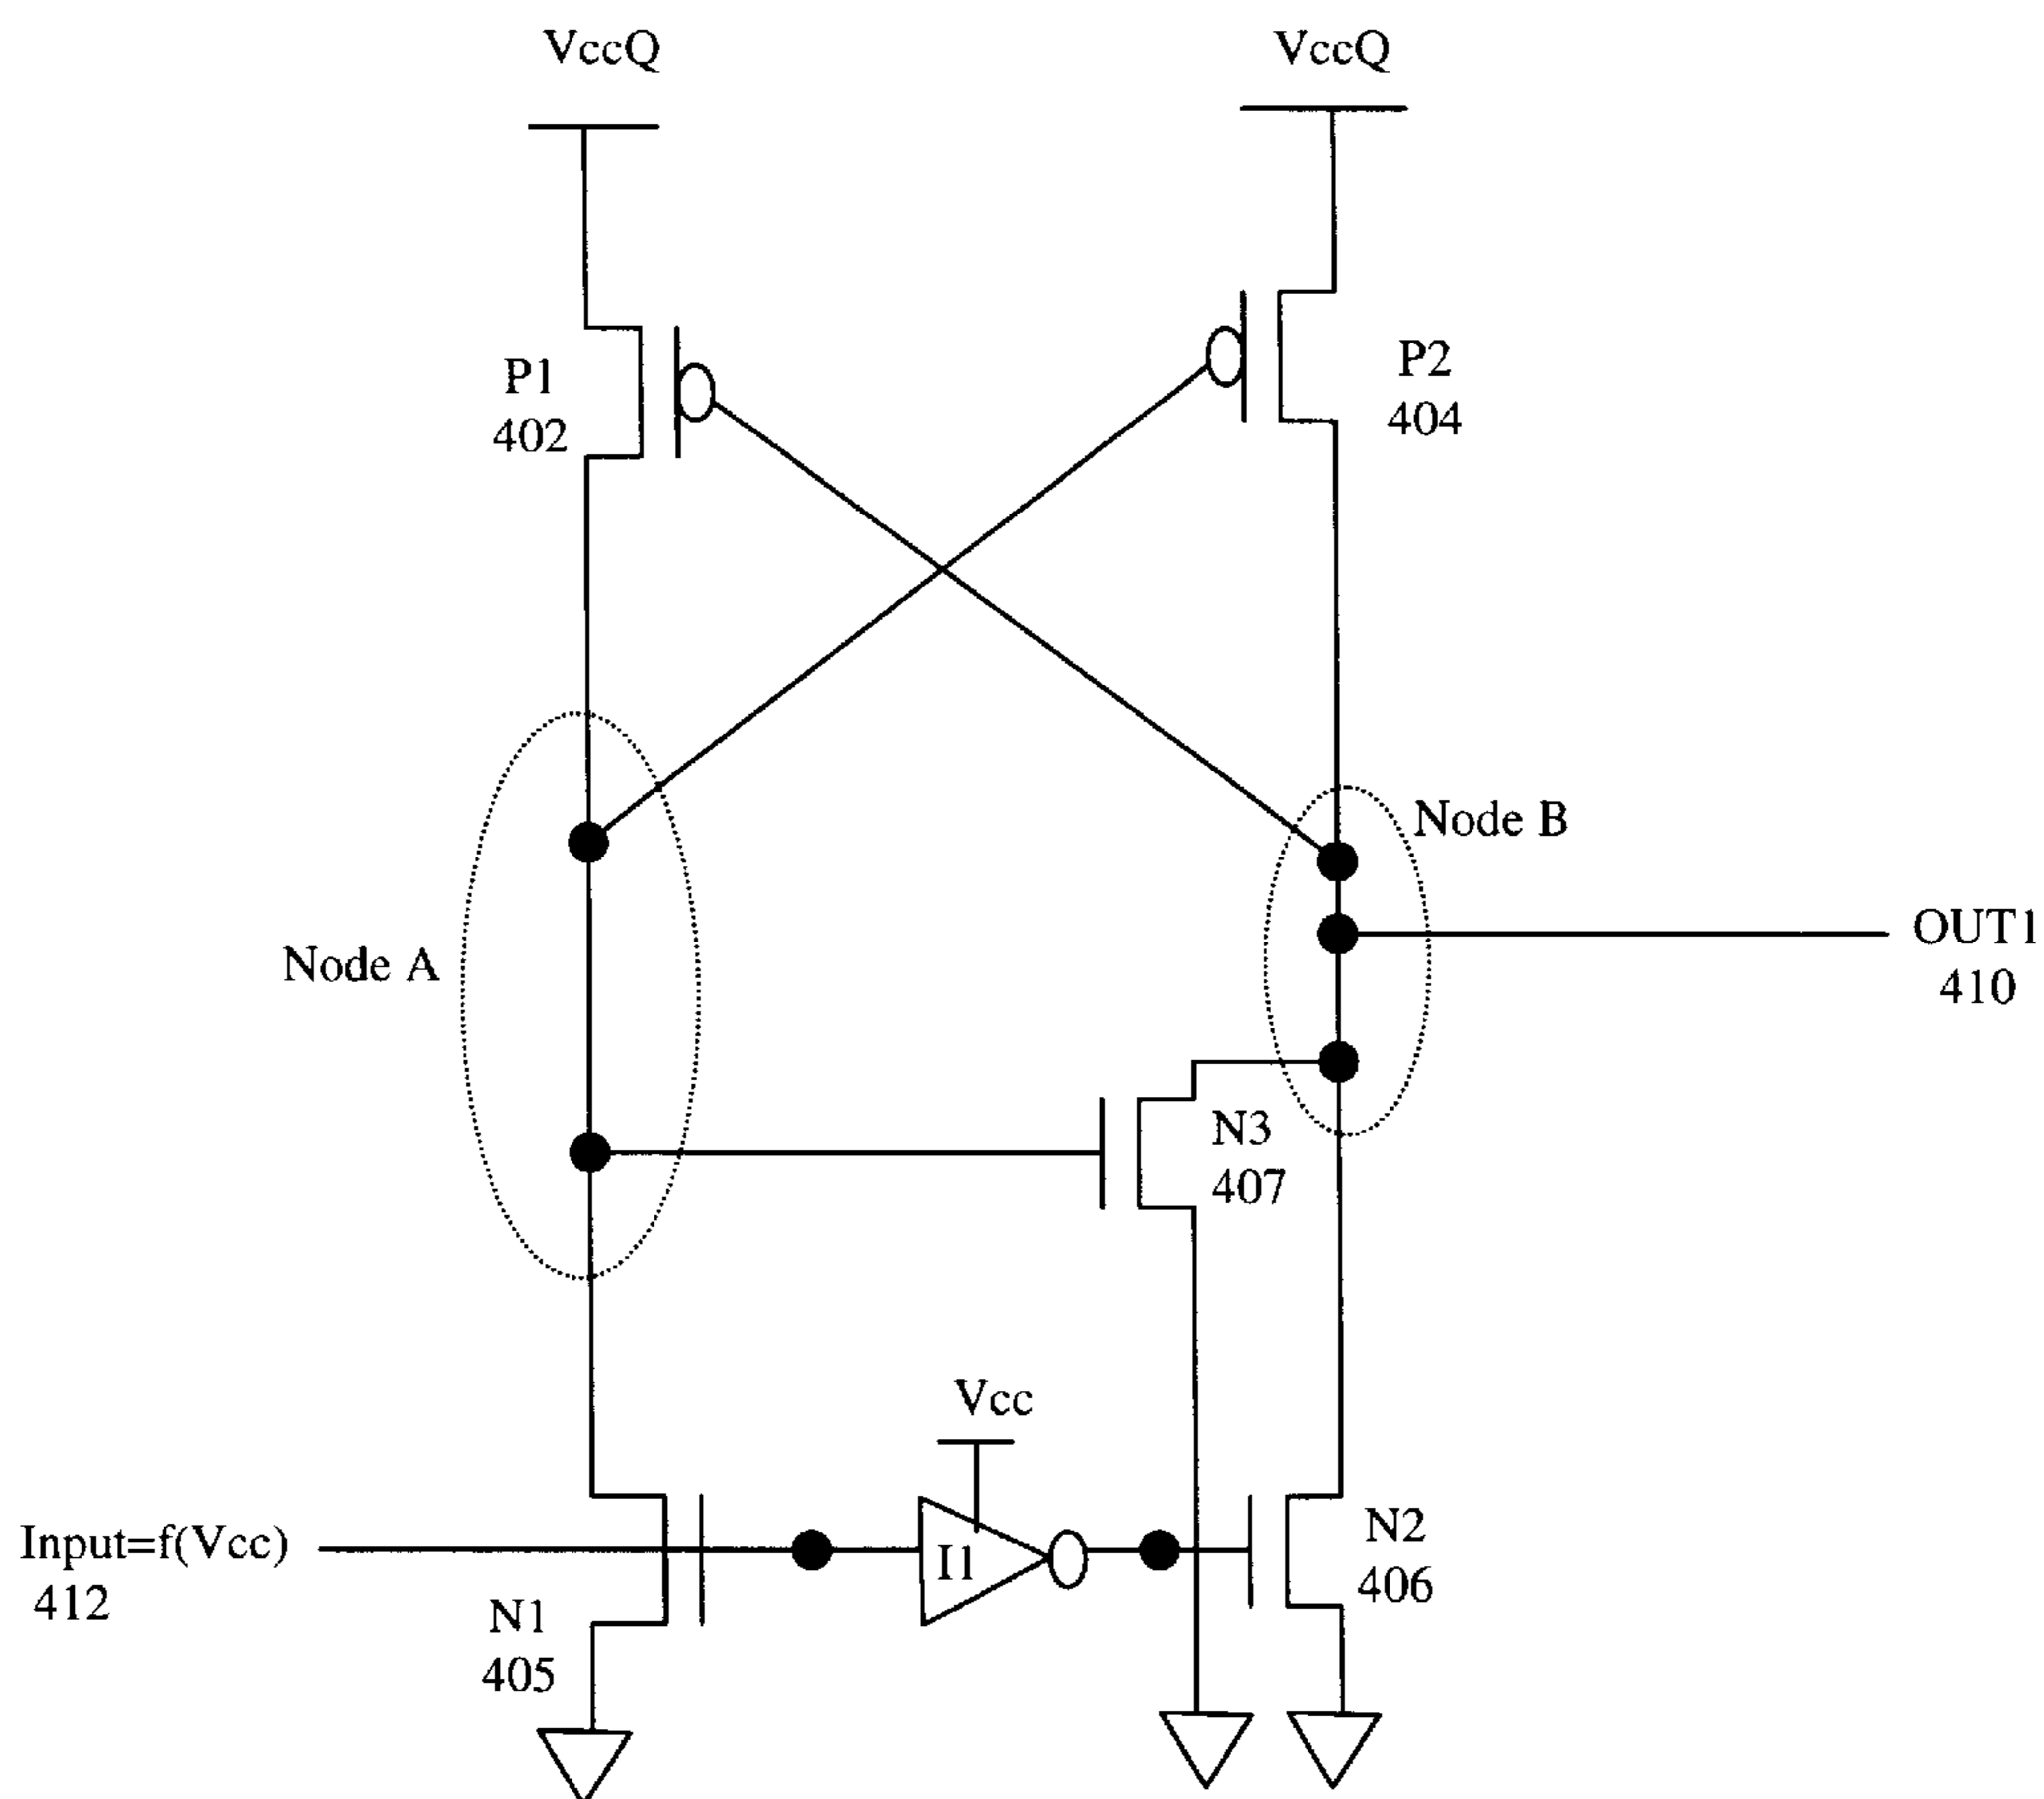 VccQ
VccQ
P1
402
P2
404
Node B
Node A
OUT1
410
N3
407
Vcc
Input=f(Vcc)
412
I1
N2
406
N1
405